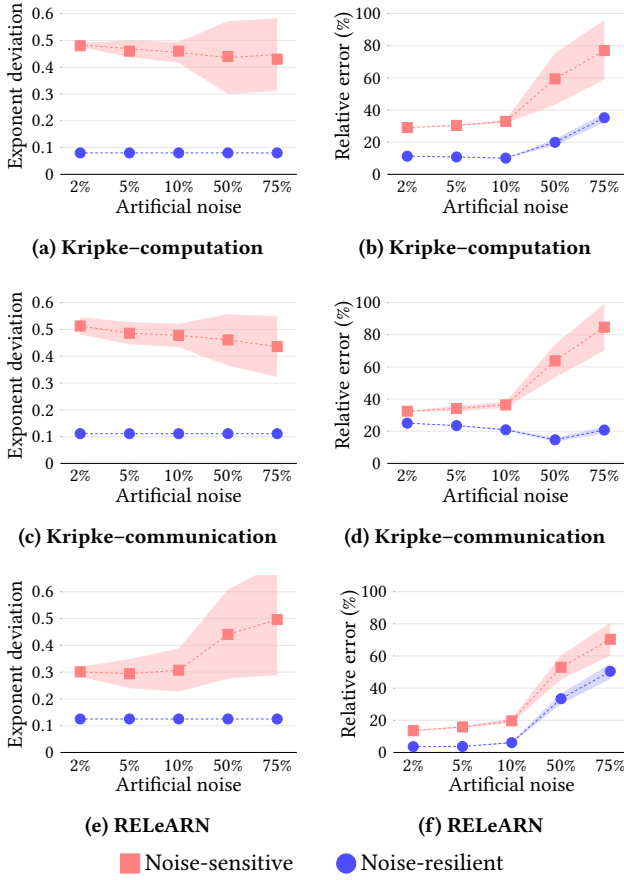 Exponent deviation
0.6
0.5
0.4
0.3
0.2
0.1
0
2% 5% 10% 50% 75%
Artificial noise
(a) Kripke–computation
Relative error (%)
100
80
60
40
20
0
2% 5% 10% 50% 75%
Artificial noise
(b) Kripke–computation
Exponent deviation
0.6
0.5
0.4
0.3
0.2
0.1
0
2% 5% 10% 50% 75%
Artificial noise
(c) Kripke–communication
Relative error (%)
100
80
60
40
20
0
2% 5% 10% 50% 75%
Artificial noise
(d) Kripke–communication
Exponent deviation
0.6
0.5
0.4
0.3
0.2
0.1
0
2% 5% 10% 50% 75%
Artificial noise
(e) RELeARN
Relative error (%)
100
80
60
40
20
0
2% 5% 10% 50% 75%
Artificial noise
(f) RELeARN
Noise-sensitive Noise-resilient